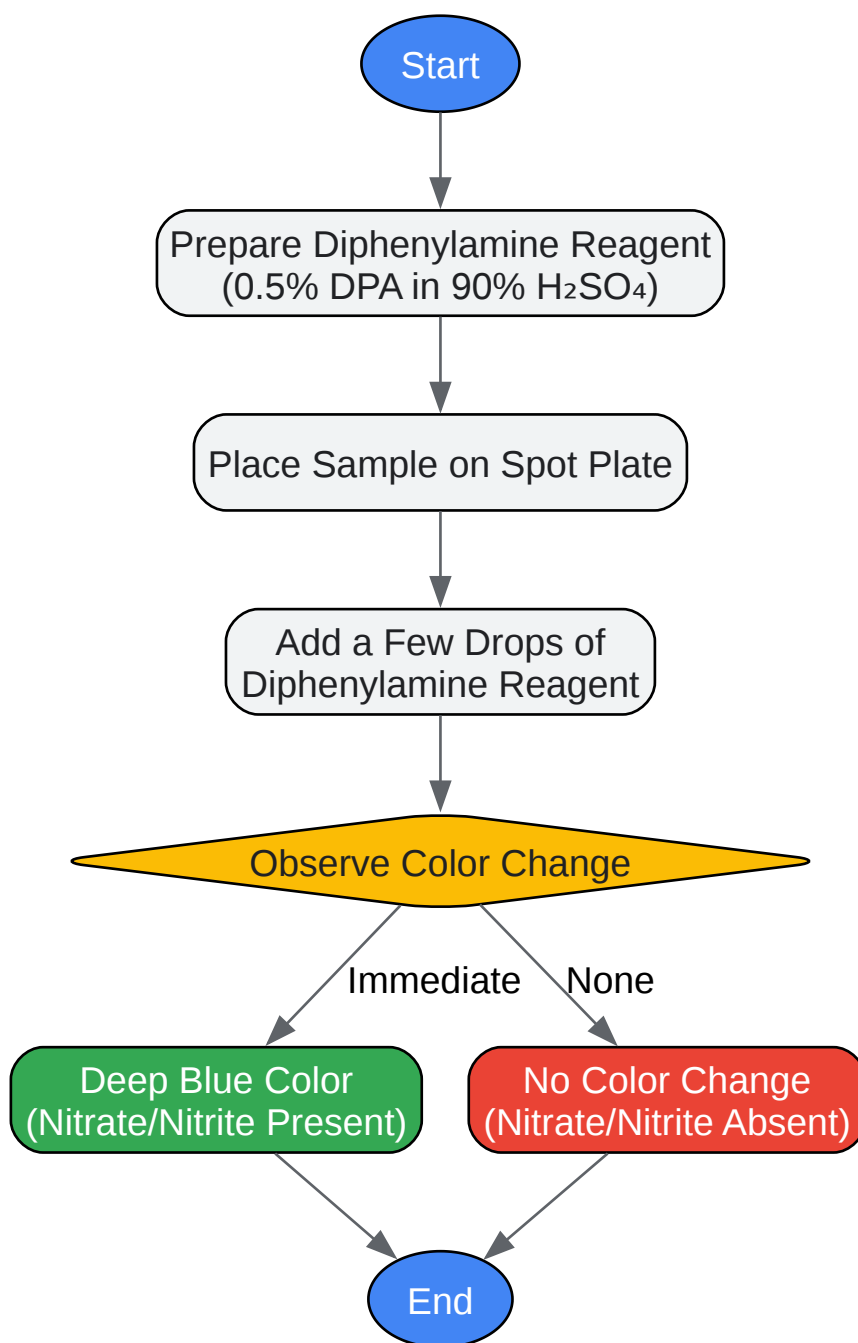 Start
Prepare Diphenylamine Reagent
(0.5% DPA in 90% H₂SO₄)
Place Sample on Spot Plate
Add a Few Drops of
Diphenylamine Reagent
Observe Color Change
Immediate
None
Deep Blue Color
(Nitrate/Nitrite Present)
No Color Change
(Nitrate/Nitrite Absent)
End